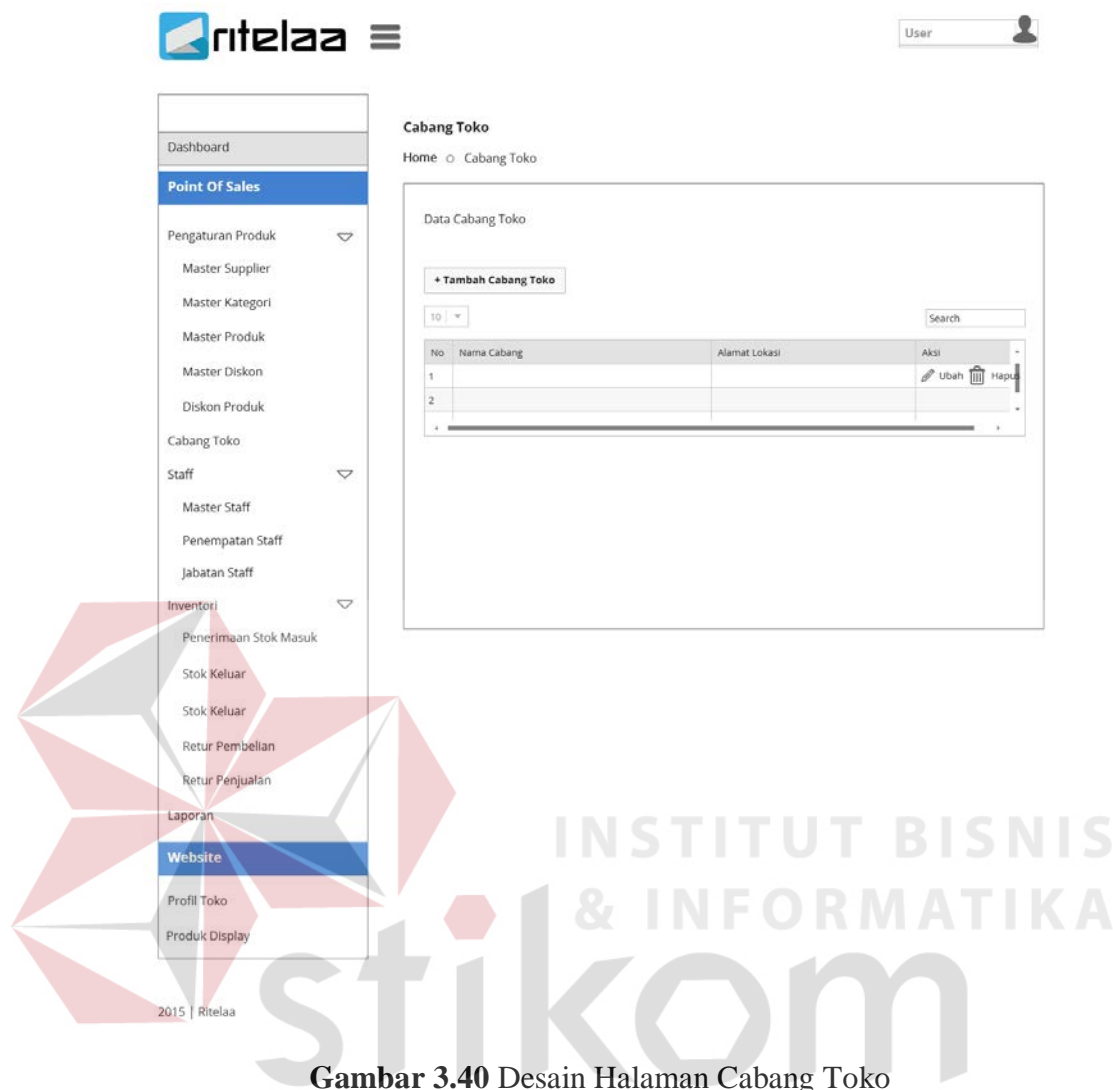 ritelaa
User
Dashboard
Point Of Sales
Pengaturan Produk
Master Supplier
Master Kategori
Master Produk
Master Diskon
Diskon Produk
Cabang Toko
Staff
Master Staff
Penempatan Staff
Jabatan Staff
Inventori
Penerimaan Stok Masuk
Stok Keluar
Stok Keluar
Retur Pembelian
Retur Penjualan
Laporan
Website
Profil Toko
Produk Display
Cabang Toko
Home ○ Cabang Toko
Data Cabang Toko
+ Tambah Cabang Toko
10
Search
No Nama Cabang Alamat Lokasi Aksi
1 Ubah Hapus
2
INSTITUT BISNIS
& INFORMATIKA
stikom
2015 | Ritelaa
Gambar 3.40 Desain Halaman Cabang Toko